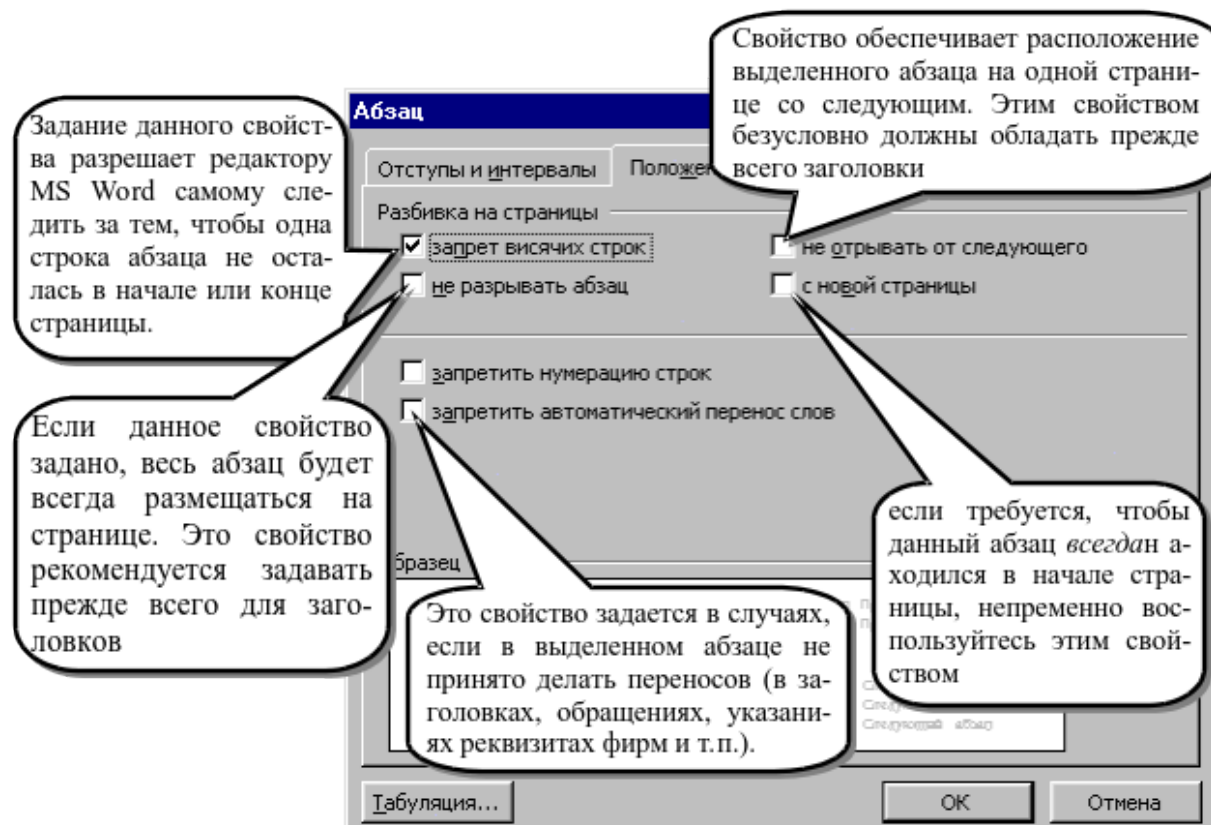 Свойство обеспечивает расположение
выделенного абзаца на одной страни-
це со следующим. Этим свойством
безусловно должны обладать прежде
всего заголовки
Абзац
Задание данного свойст-
ва разрешает редактору
MS Word самому сле-
дить за тем, чтобы одна
строка абзаца не оста-
лась в начале или конце
страницы.
Отступы и интервалы
Разбивка на страницы
запрет висячих строк
не отрывать от следующего
не разрывать абзац
с новой страницы
запретить нумерацию строк
запретить автоматический перенос слов
Если данное свойство
задано, весь абзац будет
всегда размещаться на
странице. Это свойство
рекомендуется задавать
прежде всего для заго-
ловков
если требуется, чтобы
данный абзац всегдан а-
ходился в начале стра-
ницы, непременно вос-
пользуйтесь этим свой-
ством
Это свойство задается в случаях,
если в выделенном абзаце не
принято делать переносов (в за-
головках, обращениях, указани-
ях реквизитах фирм и т.п.).
Следующий абзац
Табуляция...
ОК
Отмена